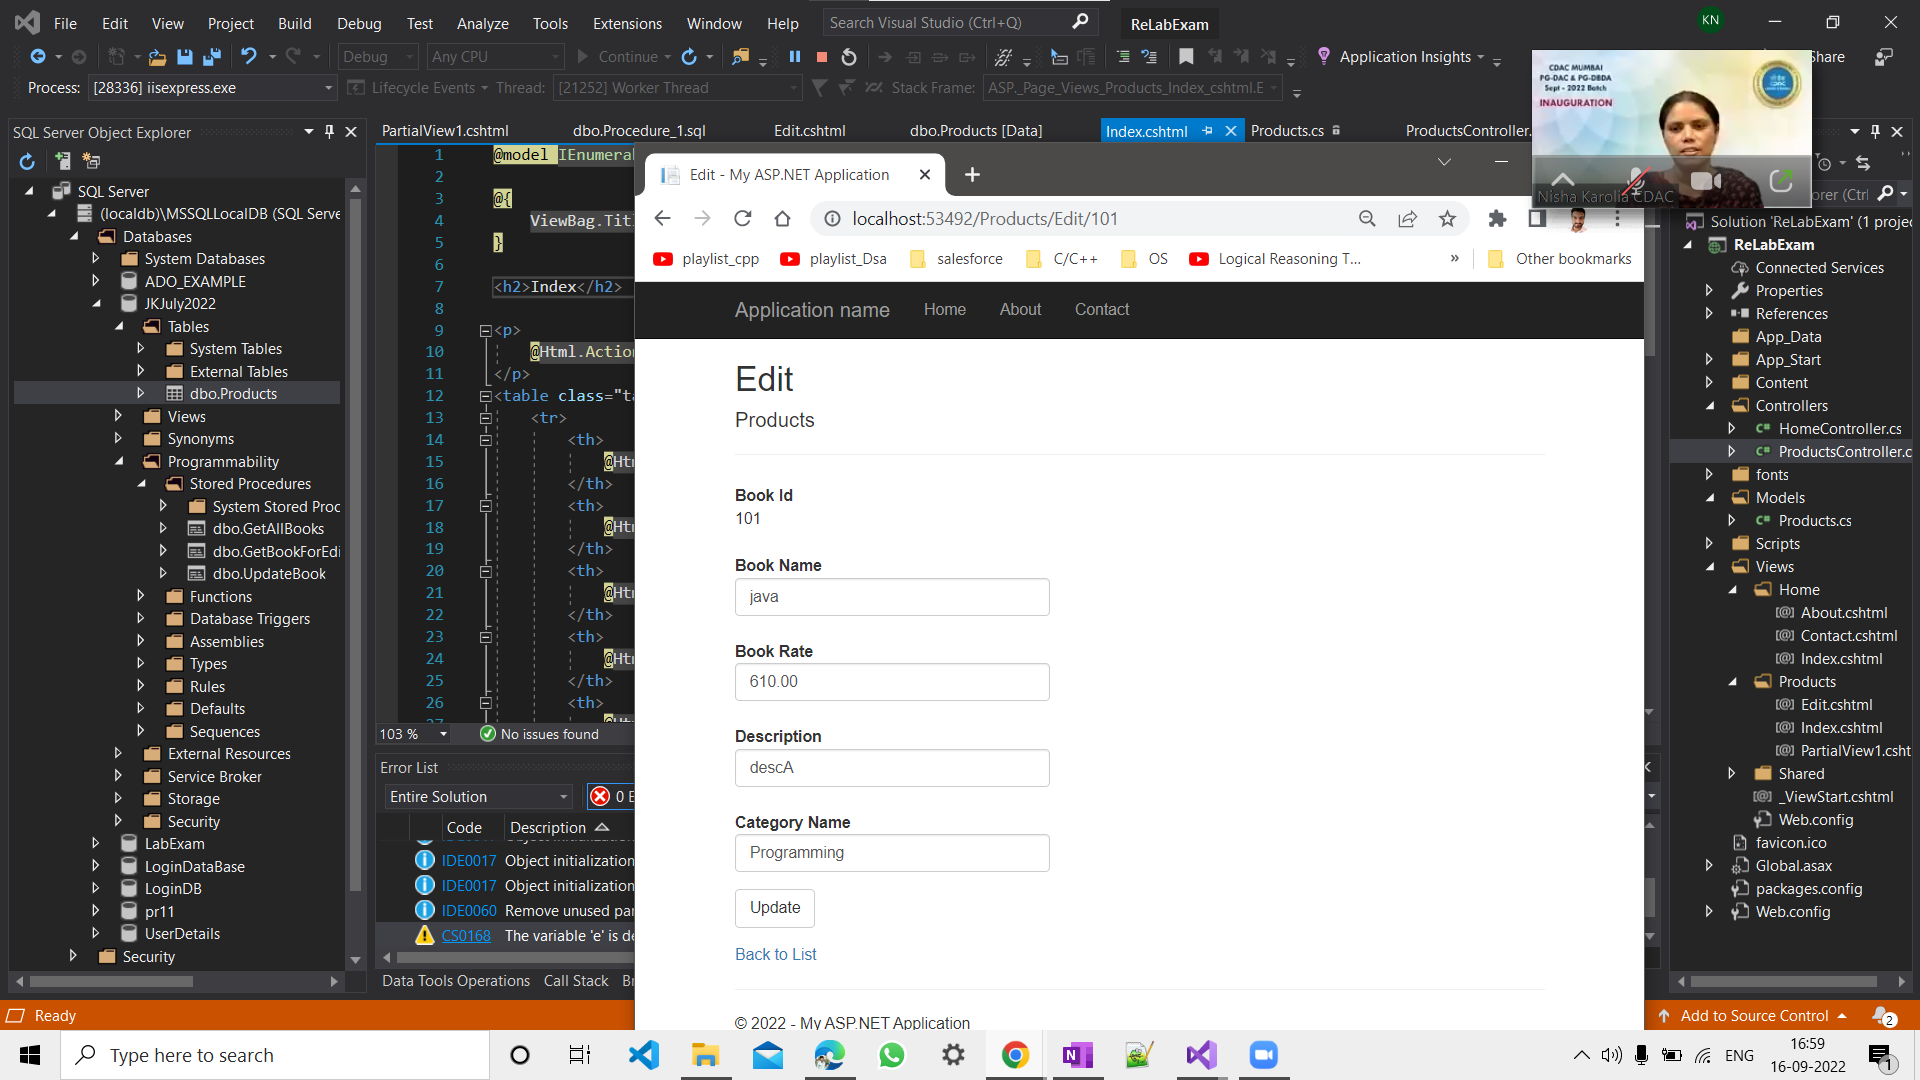 File Edit View Project Build Debug Test Analyze Tools Extensions Window Help
Search Visual Studio (Ctrl+Q)
ReLabExam
KN
Debug
Any CPU
Continue
Application Insights
Share
Process: [28336] iisexpress.exe
Lifecycle Events
Thread: [21252] Worker Thread
Stack Frame: ASP._Page_Views_Products_Index_cshtml.E
CDAC MUMBAI
PG-DAC & PG-DBDA
Sept - 2022 Batch
INAUGURATION
Nisha Karolia CDAC
SQL Server Object Explorer
SQL Server
(localdb)\MSSQLLocalDB (SQL Serve
Databases
System Databases
ADO_EXAMPLE
JKJuly2022
Tables
System Tables
External Tables
dbo.Products
Views
Synonyms
Programmability
Stored Procedures
System Stored Proc
dbo.GetAllBooks
dbo.GetBookForEdi
dbo.UpdateBook
Functions
Database Triggers
Assemblies
Types
Rules
Defaults
Sequences
External Resources
Service Broker
Storage
Security
LabExam
LoginDataBase
LoginDB
pr11
UserDetails
Security
PartialView1.cshtml
dbo.Procedure_1.sql
Edit.cshtml
dbo.Products [Data]
Index.cshtml
Products.cs
ProductsController.
1 @model IEnumerab
2
3 @{
4 ViewBag.Titl
5 }
6
7 <h2>Index</h2>
8
9 <p>
10 @Html.Action
11 </p>
12 <table class="ta
13 <tr>
14 <th>
15 @Htm
16 </th>
17 <th>
18 @Htm
19 </th>
20 <th>
21 @Htm
22 </th>
23 <th>
24 @Htm
25 </th>
26 <th>
103 %
No issues found
Error List
Entire Solution
0 E
Code Description
IDE0017 Object initialization
IDE0017 Object initialization
IDE0060 Remove unused par
CS0168 The variable 'e' is de
Data Tools Operations Call Stack Br
Edit - My ASP.NET Application
localhost:53492/Products/Edit/101
playlist_cpp
playlist_Dsa
salesforce
C/C++
OS
Logical Reasoning T...
»
Other bookmarks
Application name
Home
About
Contact
Edit
Products
Book Id
101
Book Name
java
Book Rate
610.00
Description
descA
Category Name
Programming
Update
Back to List
© 2022 - My ASP.NET Application
orer (Ctrl
Solution 'ReLabExam' (1 projec
ReLabExam
Connected Services
Properties
References
App_Data
App_Start
Content
Controllers
HomeController.cs
ProductsController.c
fonts
Models
Products.cs
Scripts
Views
Home
About.cshtml
Contact.cshtml
Index.cshtml
Products
Edit.cshtml
Index.cshtml
PartialView1.csht
Shared
_ViewStart.cshtml
Web.config
favicon.ico
Global.asax
packages.config
Web.config
Ready
Add to Source Control
2
Type here to search
ENG
16:59
16-09-2022
1